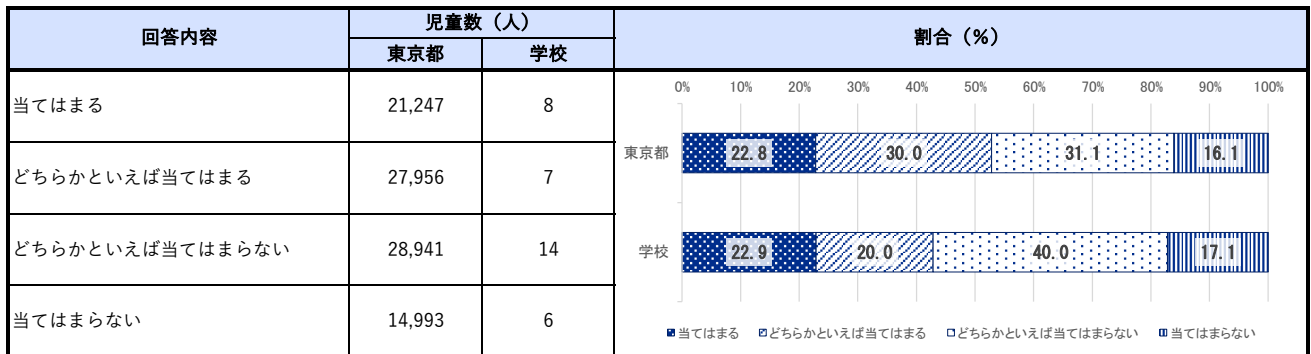 回答内容 児童数（人） 割合（%）
東京都 学校
当てはまる 21,247 8
どちらかといえば当てはまる 27,956 7
どちらかといえば当てはまらない 28,941 14
当てはまらない 14,993 6
0% 10% 20% 30% 40% 50% 60% 70% 80% 90% 100%
東京都 22.8 30.0 31.1 16.1
学校 22.9 20.0 40.0 17.1
当てはまる どちらかといえば当てはまる どちらかといえば当てはまらない 当てはまらない